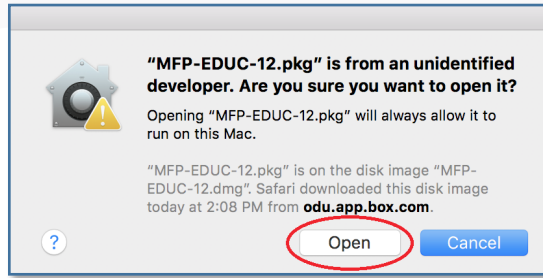 “MFP-EDUC-12.pkg” is from an unidentified
developer. Are you sure you want to open it?
Opening “MFP-EDUC-12.pkg” will always allow it to
run on this Mac.
“MFP-EDUC-12.pkg” is on the disk image “MFP-
EDUC-12.dmg”. Safari downloaded this disk image
today at 2:08 PM from odu.app.box.com.
?
Open
Cancel